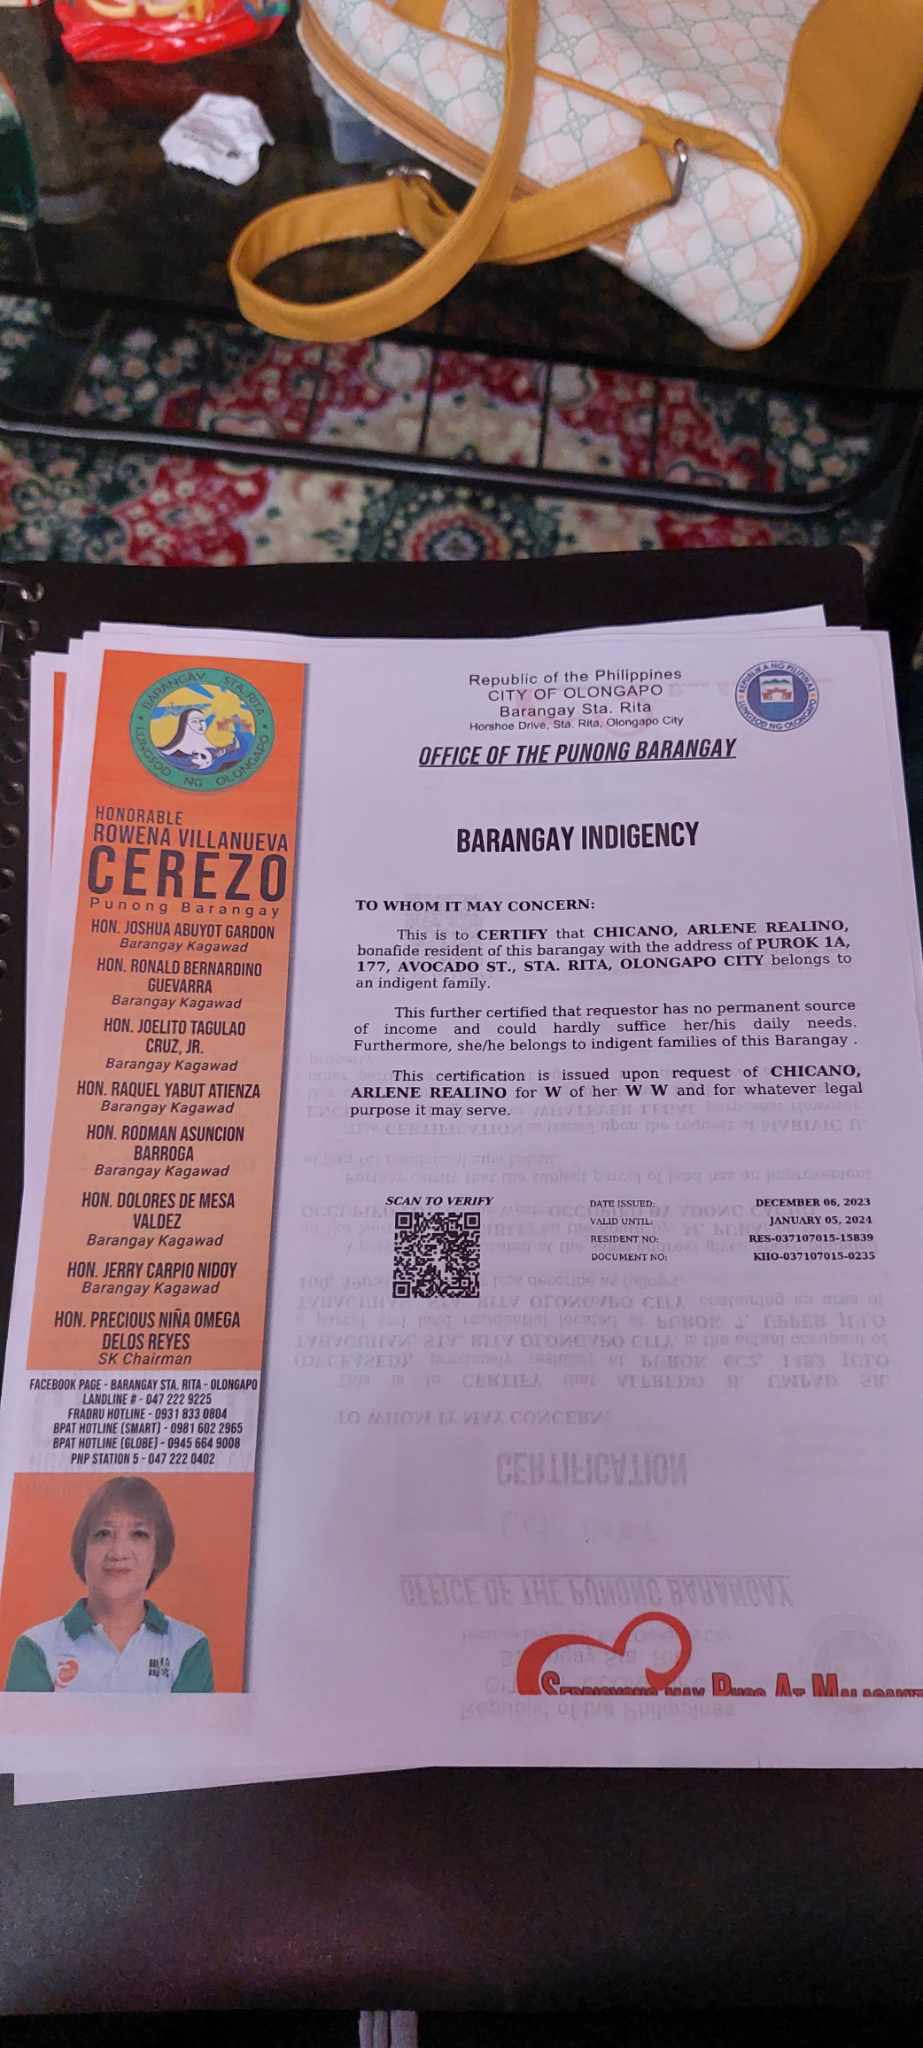 BARANGAY STA. RITA
LUNGSOD NG OLONGAPO
HONORABLE
ROWENA VILLANUEVA
CEREZO
Punong Barangay
HON. JOSHUA ABUYOT GARDON
Barangay Kagawad
HON. RONALD BERNARDINO
GUEVARRA
Barangay Kagawad
HON. JOELITO TAGULAO
CRUZ, JR.
Barangay Kagawad
HON. RAQUEL YABUT ATIENZA
Barangay Kagawad
HON. RODMAN ASUNCION
BARROGA
Barangay Kagawad
HON. DOLORES DE MESA
VALDEZ
Barangay Kagawad
HON. JERRY CARPIO NIDOY
Barangay Kagawad
HON. PRECIOUS NIÑA OMEGA
DELOS REYES
SK Chairman
FACEBOOK PAGE - BARANGAY STA. RITA - OLONGAPO
LANDLINE # - 047 222 9225
FRADRU HOTLINE - 0931 833 0804
BPAT HOTLINE (SMART) - 0981 602 2965
BPAT HOTLINE (GLOBE) - 0945 664 9008
PNP STATION 5 - 047 222 0402
Republic of the Philippines
CITY OF OLONGAPO
Barangay Sta. Rita
Horshoe Drive, Sta. Rita, Olongapo City
REPUBLIKA NG PILIPINAS
LUNGSOD NG OLONGAPO
OFFICE OF THE PUNONG BARANGAY
BARANGAY INDIGENCY
TO WHOM IT MAY CONCERN:
This is to CERTIFY that CHICANO, ARLENE REALINO,
bonafide resident of this barangay with the address of PUROK 1A,
177, AVOCADO ST., STA. RITA, OLONGAPO CITY belongs to
an indigent family.
This further certified that requestor has no permanent source
of income and could hardly suffice her/his daily needs.
Furthermore, she/he belongs to indigent families of this Barangay .
This certification is issued upon request of CHICANO,
ARLENE REALINO for W of her W W and for whatever legal
purpose it may serve.
SCAN TO VERIFY
DATE ISSUED: DECEMBER 06, 2023
VALID UNTIL: JANUARY 05, 2024
RESIDENT NO: RES-037107015-15839
DOCUMENT NO: KHO-037107015-0235